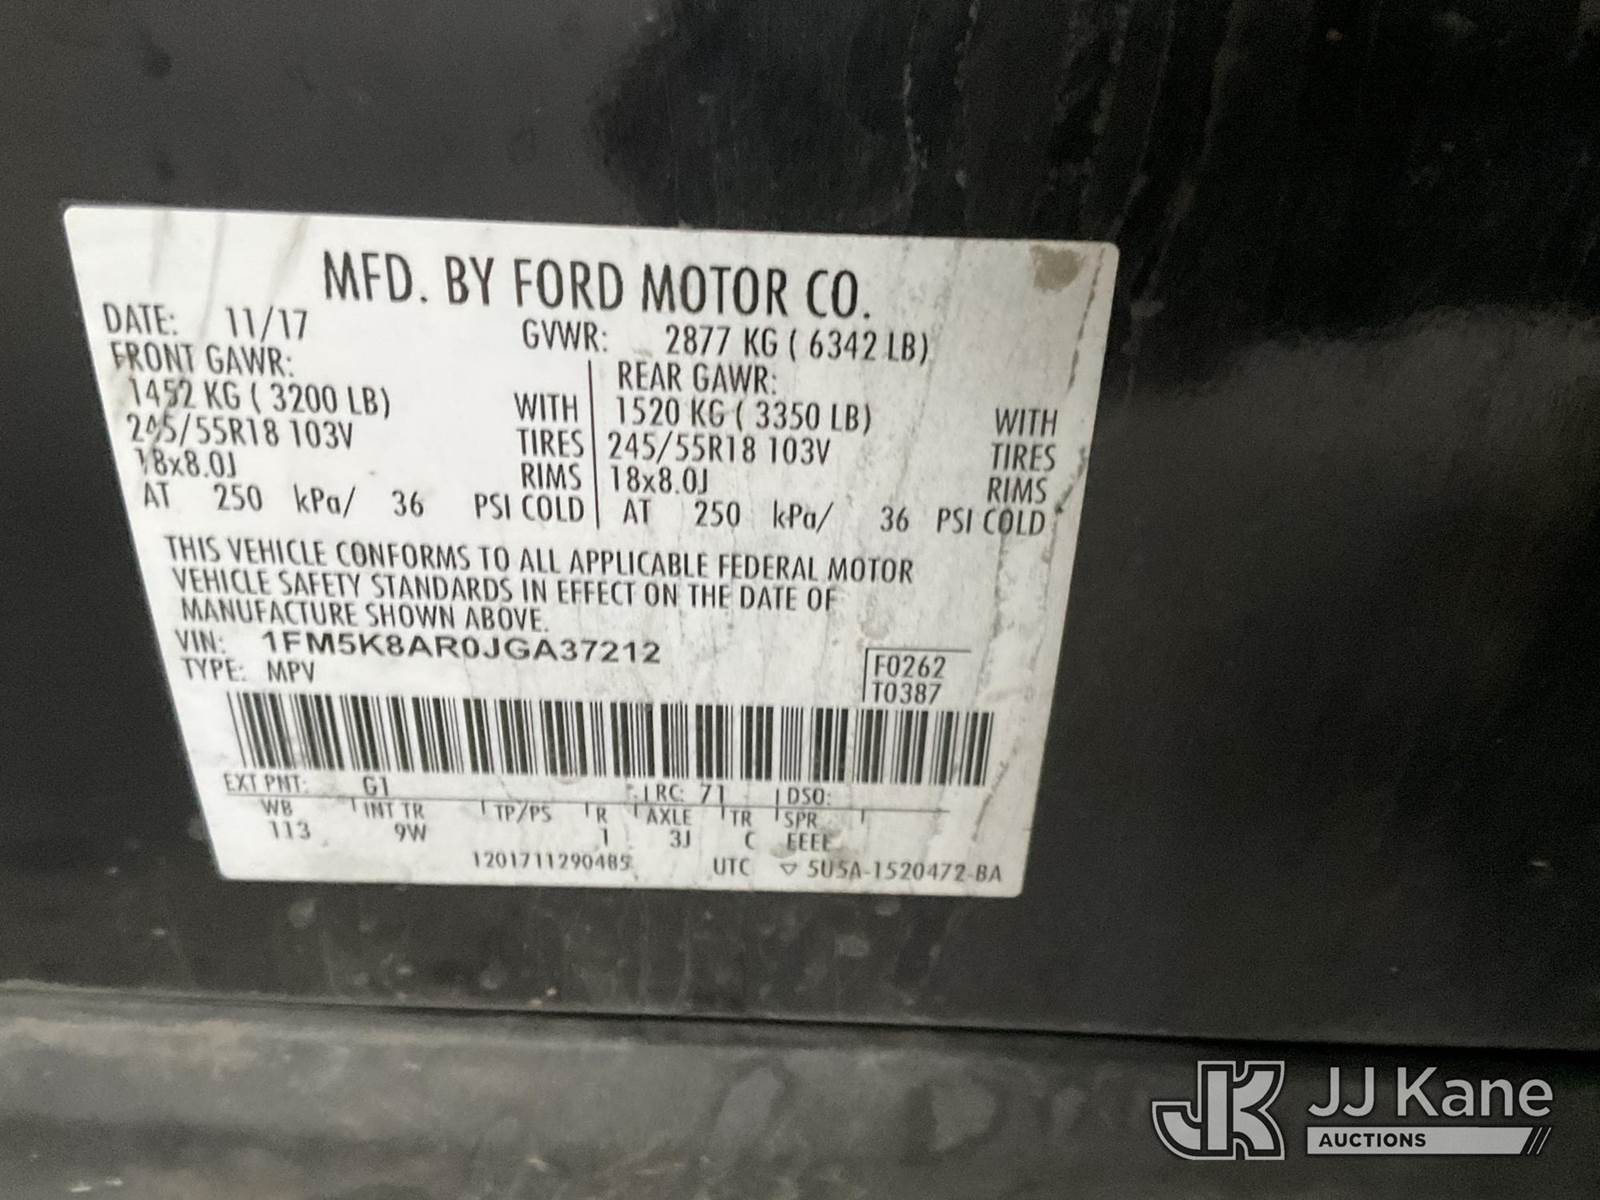 MFD. BY FORD MOTOR CO.
DATE: 11/17 GVWR: 2877 KG ( 6342 LB)
FRONT GAWR: REAR GAWR:
1452 KG ( 3200 LB) WITH 1520 KG ( 3350 LB) WITH
245/55R18 103V TIRES 245/55R18 103V TIRES
18x8.0J RIMS 18x8.0J RIMS
AT 250 kPa/ 36 PSI COLD AT 250 kPa/ 36 PSI COLD
THIS VEHICLE CONFORMS TO ALL APPLICABLE FEDERAL MOTOR
VEHICLE SAFETY STANDARDS IN EFFECT ON THE DATE OF
MANUFACTURE SHOWN ABOVE.
VIN: 1FM5K8AR0JGA37212
TYPE: MPV F0262
T0387
EXT PNT: G1 RC: 71 DSO:
WB INT TR TP/PS R AXLE TR SPR
113 9W 1 3J C EEEE
1201711290485 UTC ▽ 5U5A-1520472-BA
JK JJ Kane
AUCTIONS